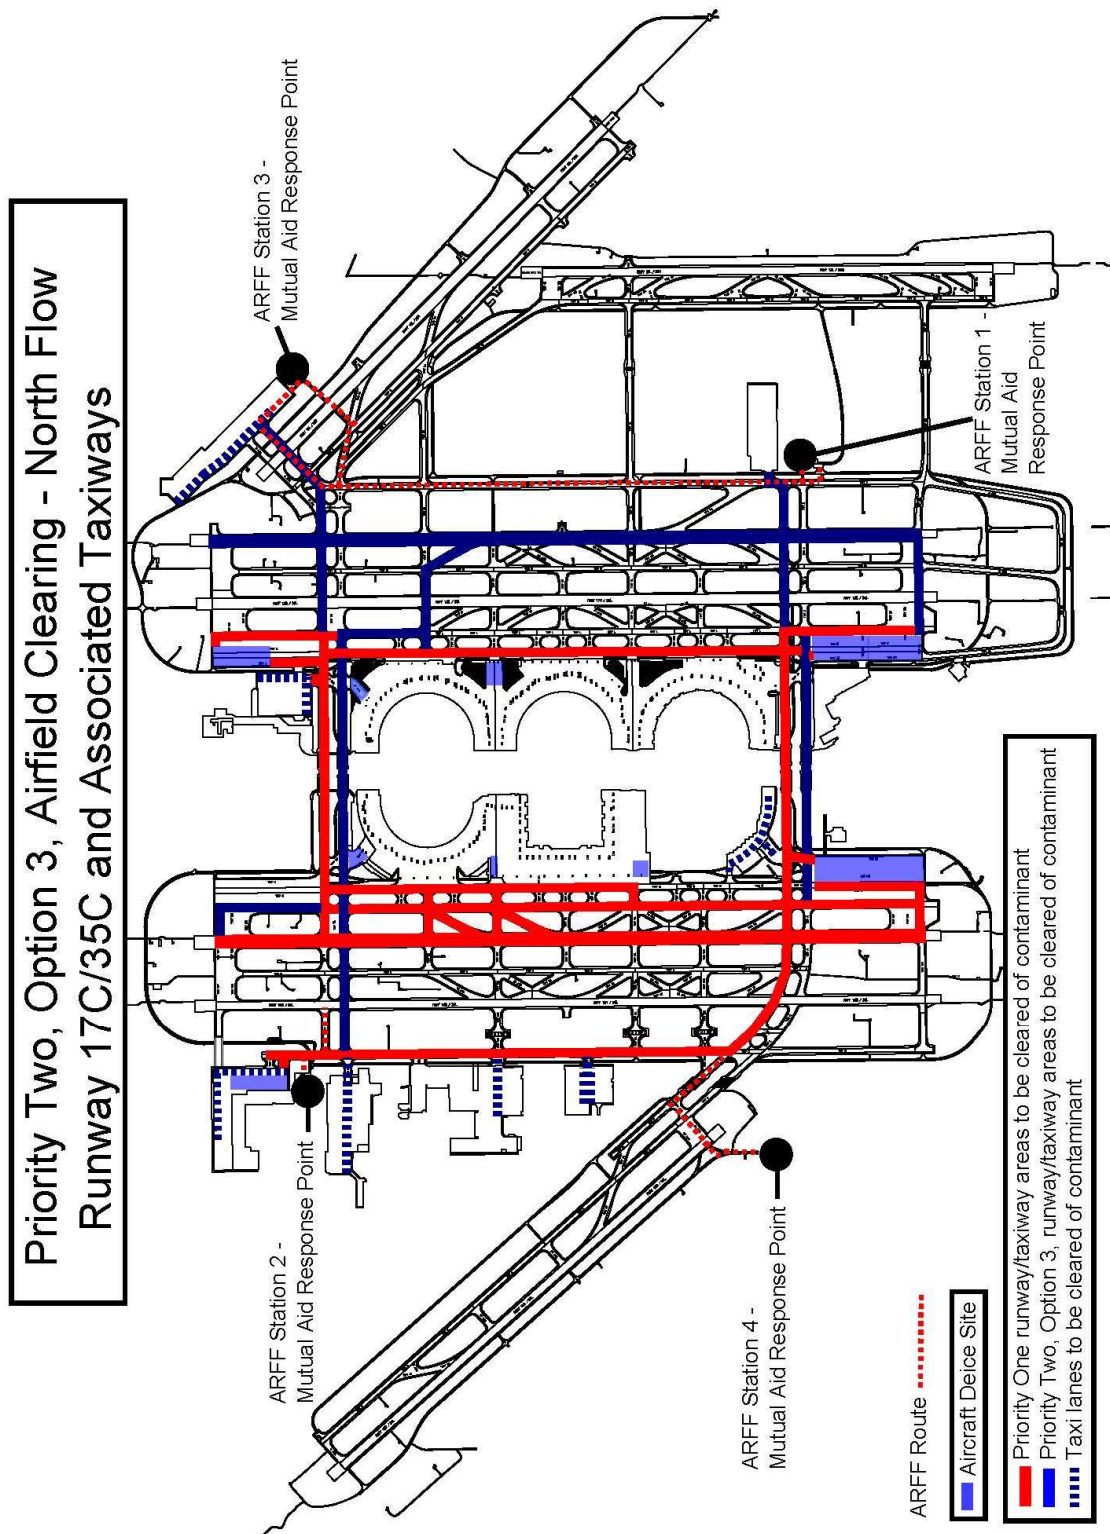 Priority Two, Option 3, Airfield Clearing - North Flow
Runway 17C/35C and Associated Taxiways
ARFF Station 3 -
Mutual Aid Response Point
ARFF Station 1 -
Mutual Aid
Response Point
ARFF Station 2 -
Mutual Aid Response Point
ARFF Station 4 -
Mutual Aid Response Point
ARFF Route
Aircraft Deice Site
Priority One runway/taxiway areas to be cleared of contaminant
Priority Two, Option 3, runway/taxiway areas to be cleared of contaminant
Taxi lanes to be cleared of contaminant